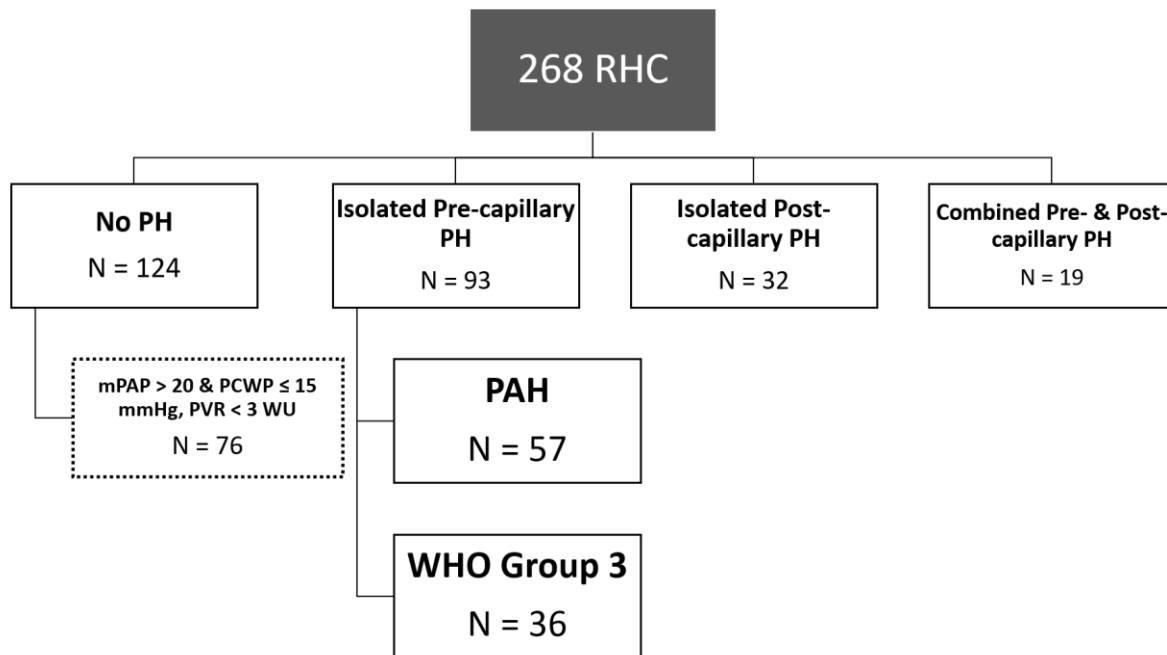 268 RHC
No PH
N = 124
Isolated Pre-capillary
PH
N = 93
Isolated Post-
capillary PH
N = 32
Combined Pre- & Post-
capillary PH
N = 19
mPAP > 20 & PCWP ≤ 15
mmHg, PVR < 3 WU
N = 76
PAH
N = 57
WHO Group 3
N = 36